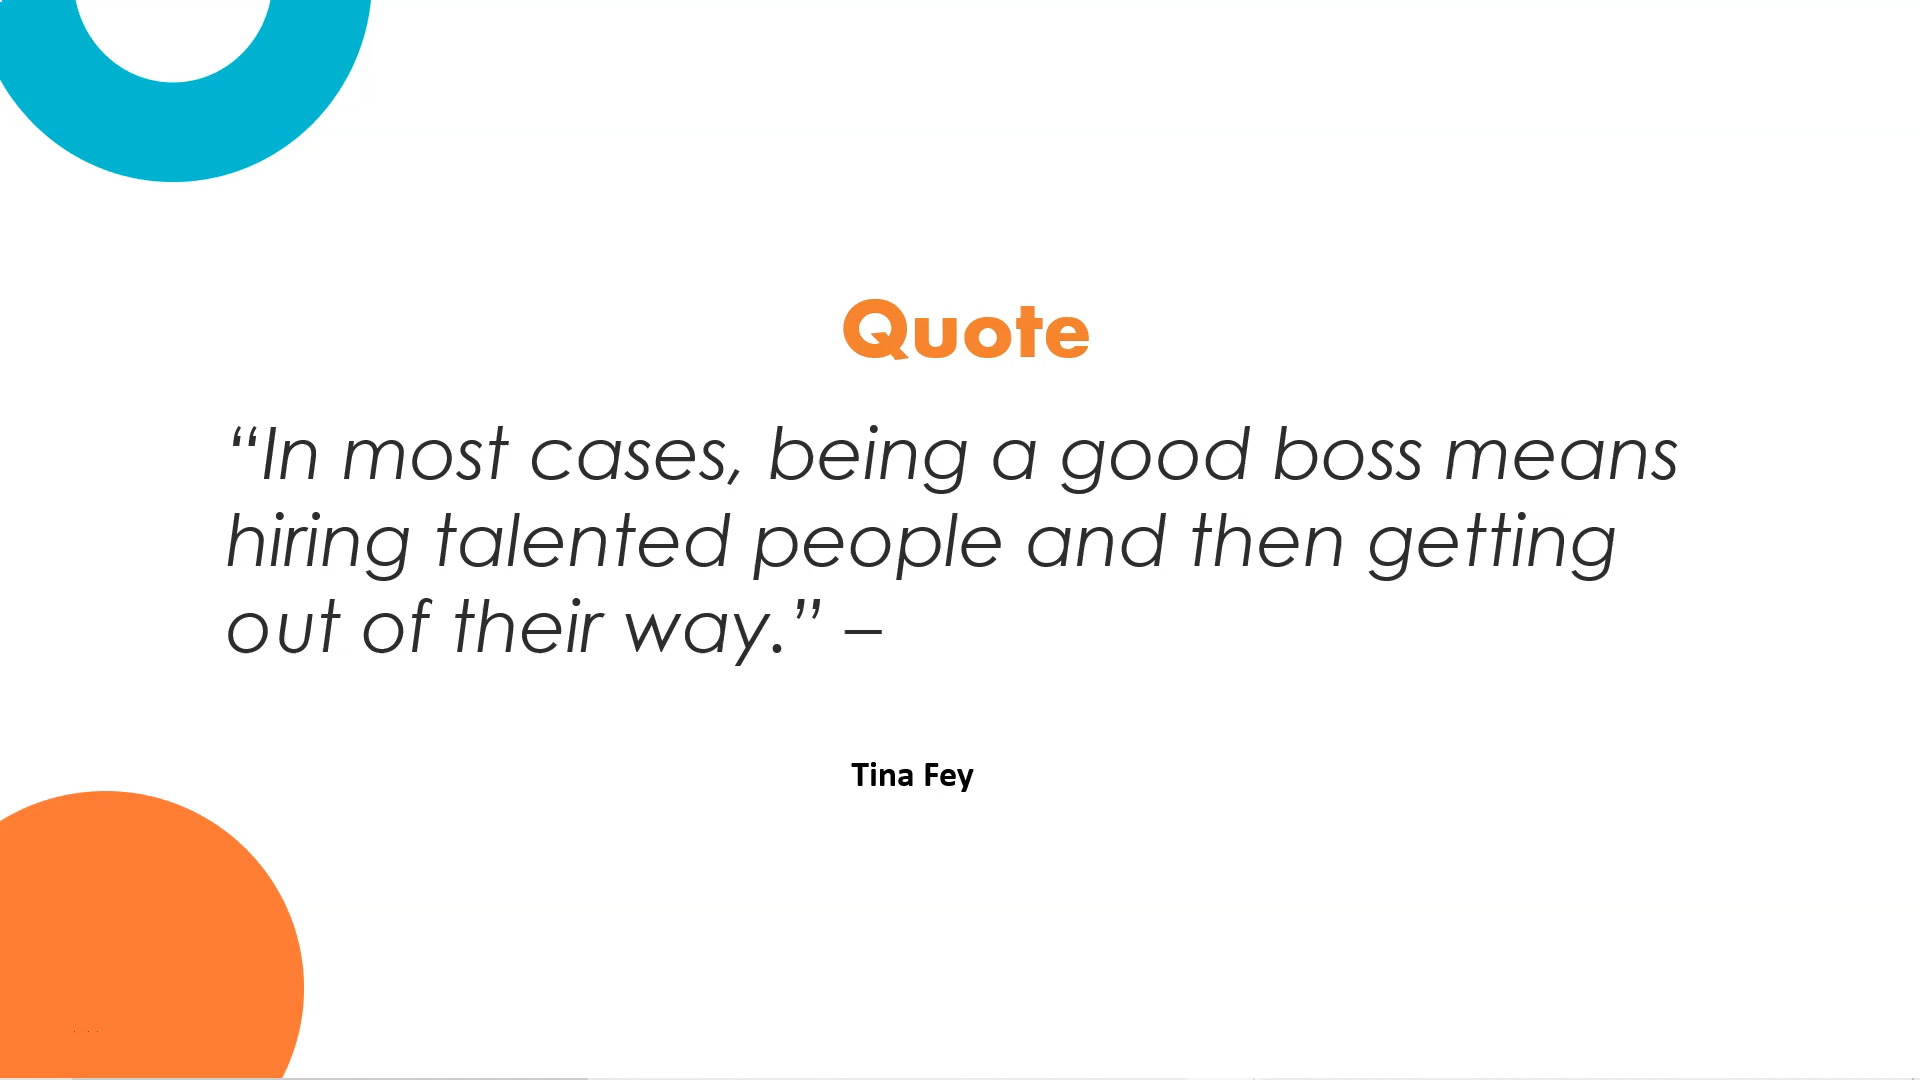 Quote
“In most cases, being a good boss means
hiring talented people and then getting
out of their way.” –
Tina Fey